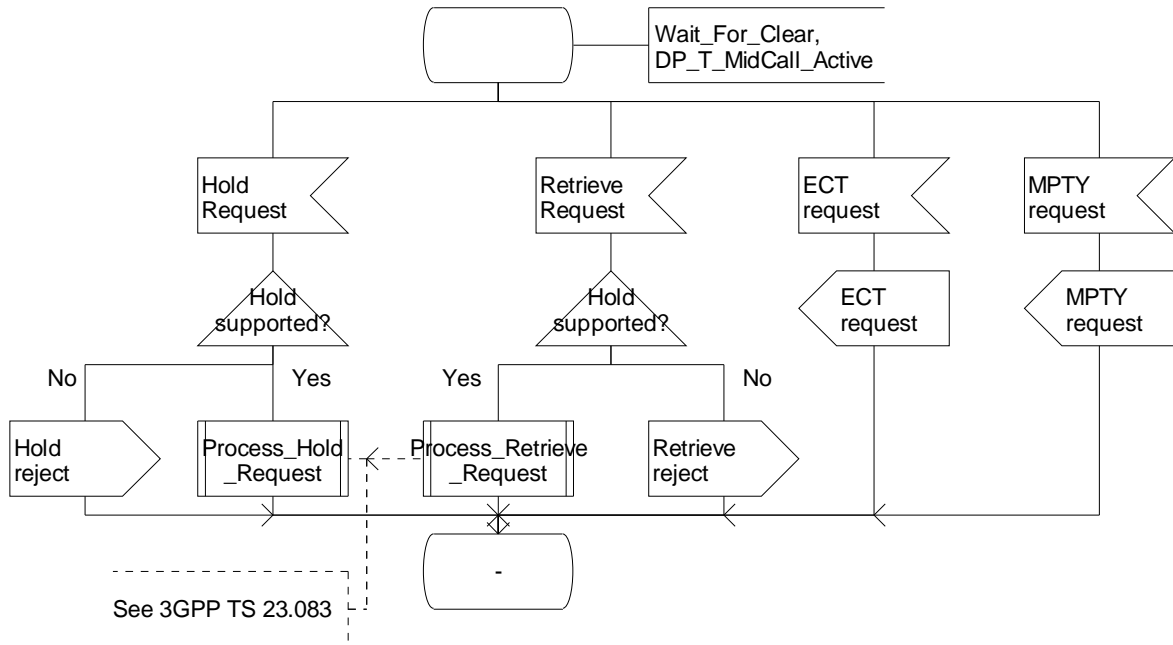 Wait_For_Clear,
DP_T_MidCall_Active
Hold
Request
Retrieve
Request
ECT
request
MPTY
request
Hold
supported?
Hold
supported?
ECT
request
MPTY
request
No
Yes
Yes
No
Hold
reject
Process_Hold
_Request
Process_Retrieve
_Request
Retrieve
reject
-
See 3GPP TS 23.083